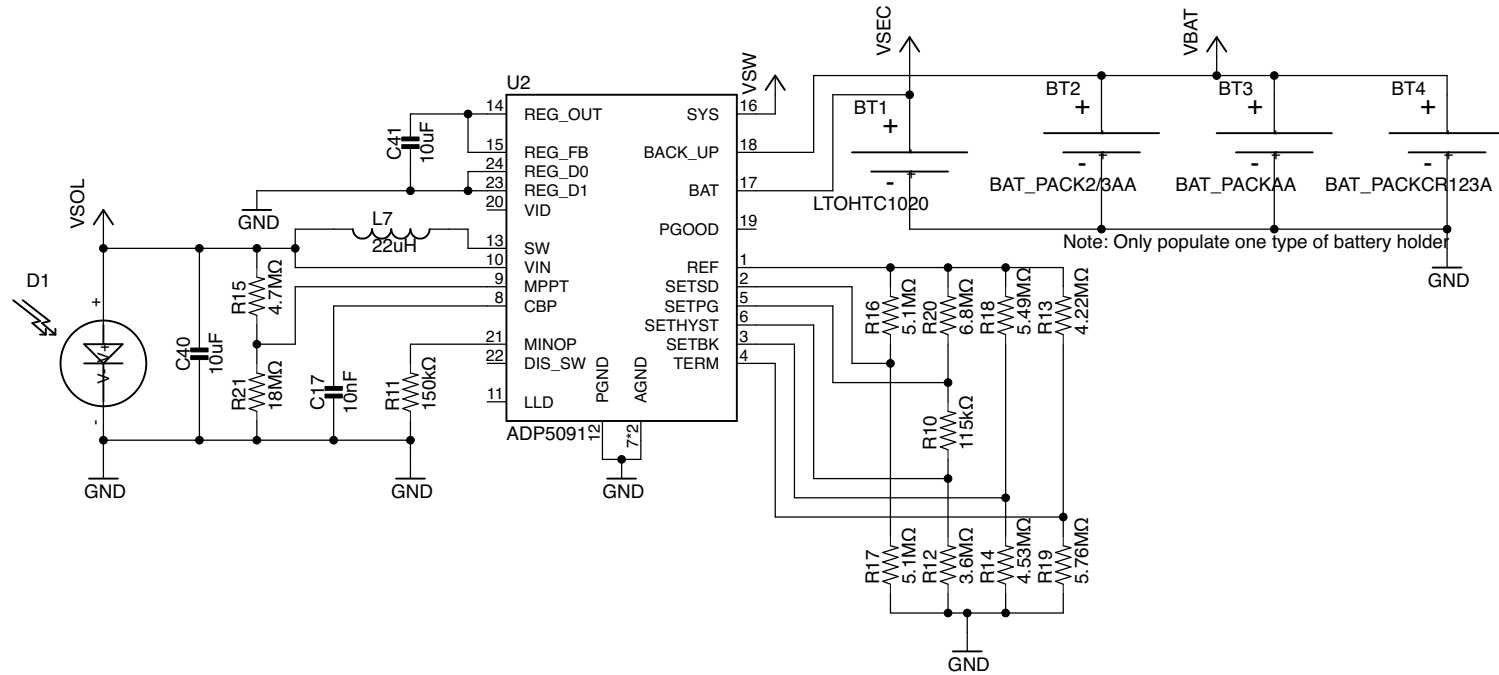 U2
ADP5091
14
REG_OUT
15
REG_FB
24
REG_D0
23
REG_D1
20
VID
13
SW
10
VIN
9
MPPT
8
CBP
21
MINOP
22
DIS_SW
11
LLD
PGND
12
AGND
7*2
SYS
16
BACK_UP
18
BAT
17
PGOOD
19
REF
1
SETSD
2
SETPG
5
SETHYST
6
SETBK
3
TERM
4
C41
10uF
GND
L7
22uH
VSOL
D1
+
V
+
-
C40
10uF
R15
4.7MΩ
R21
18MΩ
C17
10nF
R11
150kΩ
GND
GND
GND
VSW
VSEC
VBAT
BT1
+
-
LTOHTC1020
BT2
+
-
BAT_PACK2/3AA
BT3
+
-
BAT_PACKAA
BT4
+
-
BAT_PACKCR123A
Note: Only populate one type of battery holder
GND
R16
5.1MΩ
R20
6.8MΩ
R18
5.49MΩ
R13
4.22MΩ
R10
115kΩ
R17
5.1MΩ
R12
3.6MΩ
R14
4.53MΩ
R19
5.76MΩ
GND